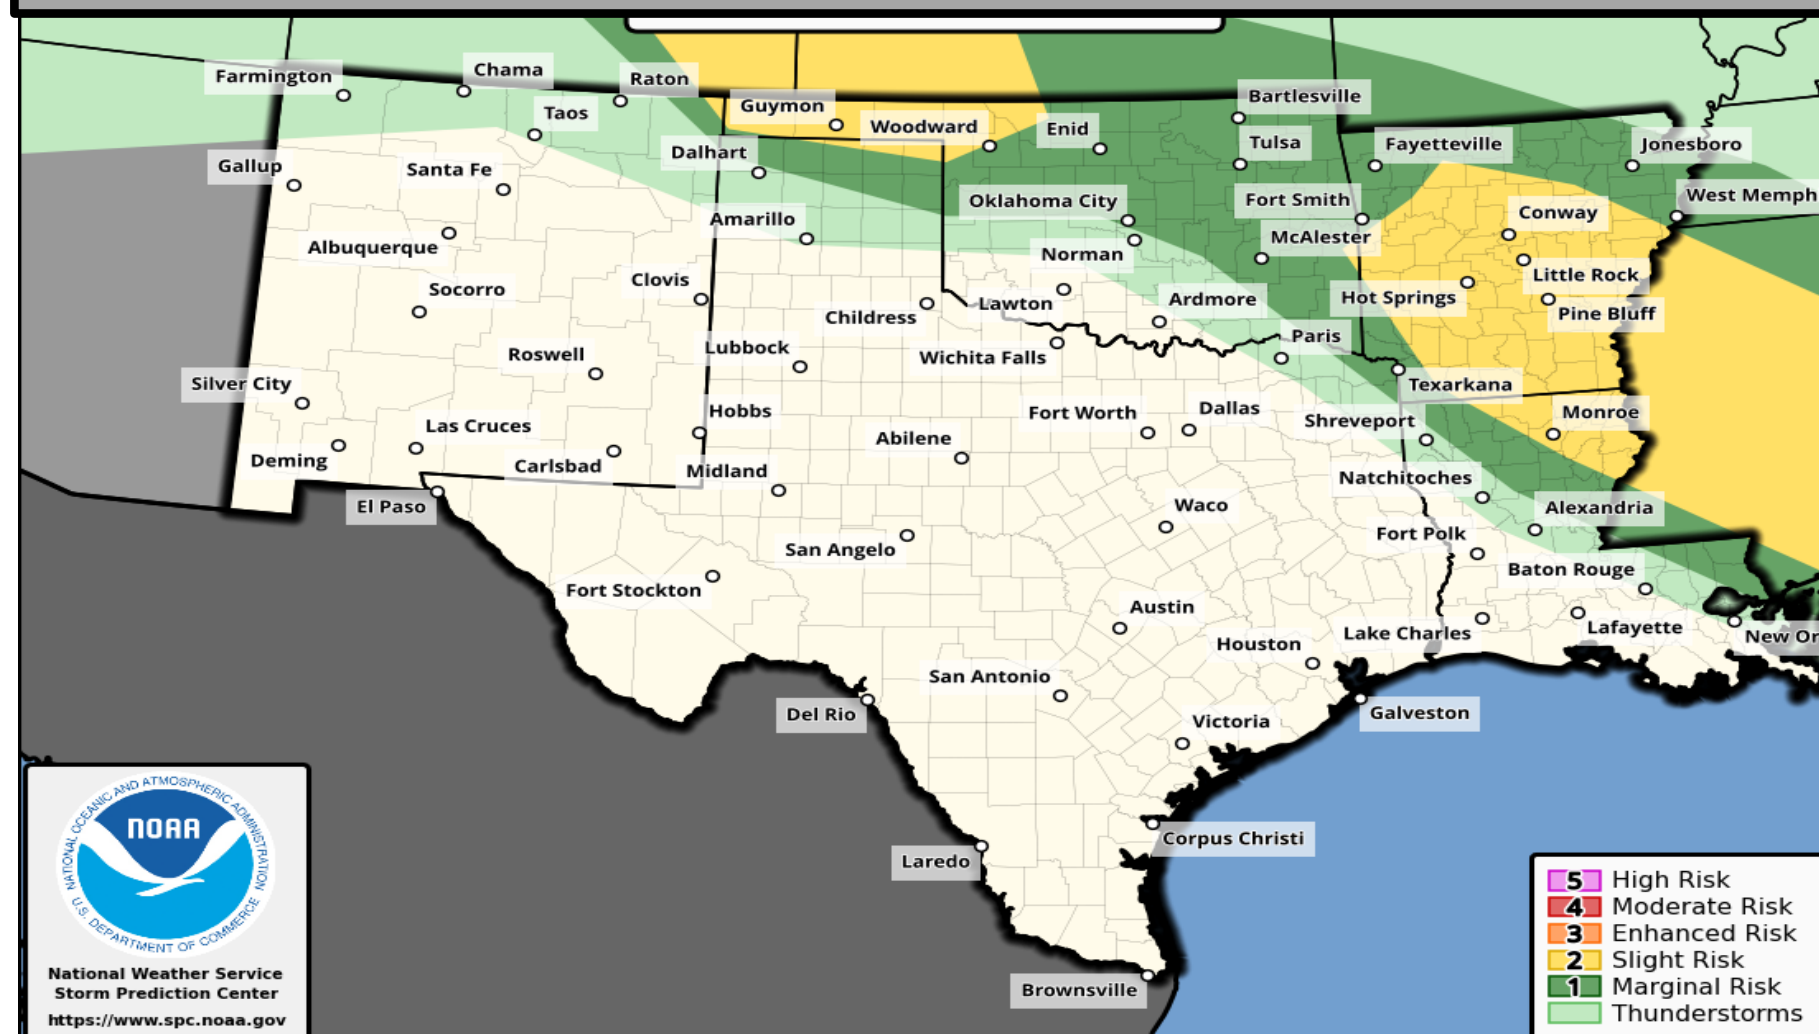 Farmington
Chama
Raton
Taos
Guymon
Woodward
Enid
Bartlesville
Tulsa
Fayetteville
Jonesboro
Gallup
Santa Fe
Dalhart
Oklahoma City
Fort Smith
Conway
West Memph
Albuquerque
Amarillo
Norman
McAlester
Little Rock
Socorro
Clovis
Childress
Lawton
Ardmore
Hot Springs
Pine Bluff
Roswell
Lubbock
Wichita Falls
Paris
Texarkana
Silver City
Hobbs
Fort Worth
Dallas
Shreveport
Monroe
Las Cruces
Abilene
Deming
Carlsbad
Midland
Natchitoches
El Paso
Waco
Alexandria
San Angelo
Fort Polk
Fort Stockton
Baton Rouge
Austin
Houston
Lake Charles
Lafayette
New Or
San Antonio
Del Rio
Victoria
Galveston
Corpus Christi
Laredo
Brownsville
NATIONAL OCEANIC AND ATMOSPHERIC ADMINISTRATION
NOAA
U.S. DEPARTMENT OF COMMERCE
National Weather Service
Storm Prediction Center
https://www.spc.noaa.gov
5 High Risk
4 Moderate Risk
3 Enhanced Risk
2 Slight Risk
1 Marginal Risk
Thunderstorms